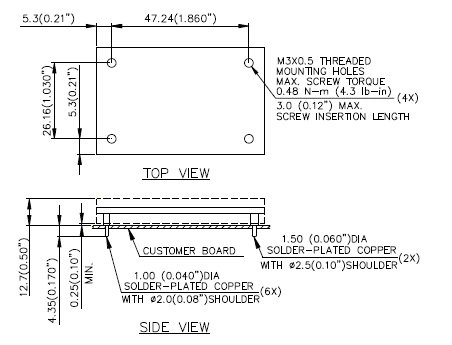 5.3(0.21")
47.24(1.860")
26.16(1.030")
5.3(0.21")
M3X0.5 THREADED
MOUNTING HOLES
MAX. SCREW TORQUE
0.48 N-m (4.3 lb-in)
(4X)
3.0 (0.12") MAX.
SCREW INSERTION LENGTH
TOP VIEW
12.7(0.50")
4.35(0.170")
0.25(0.10")
MIN.
CUSTOMER BOARD
1.50 (0.060")DIA
SOLDER-PLATED COPPER
(2X)
WITH ø2.5(0.10")SHOULDER
1.00 (0.040")DIA
SOLDER-PLATED COPPER
(6X)
WITH ø2.0(0.08")SHOULDER
SIDE VIEW